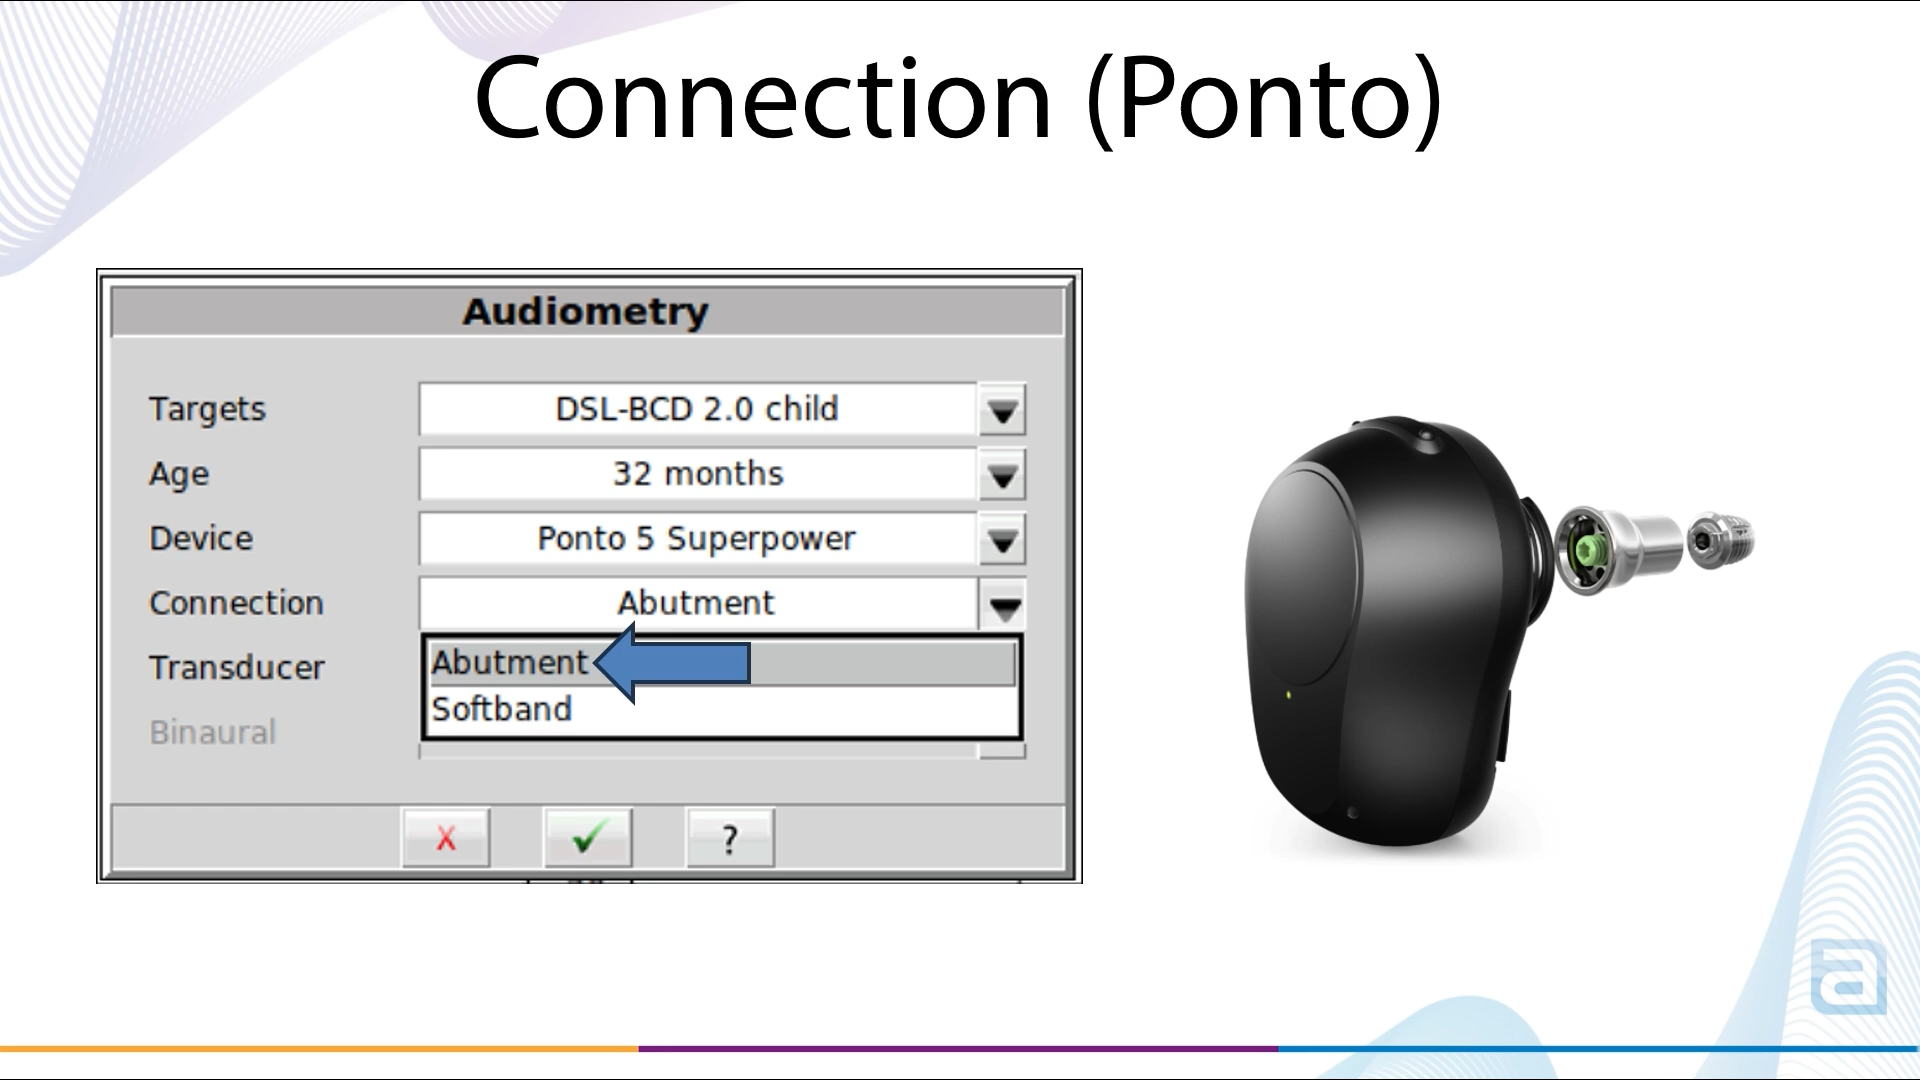 Connection (Ponto)
Audiometry
Targets DSL-BCD 2.0 child
Age 32 months
Device Ponto 5 Superpower
Connection Abutment
Transducer Abutment
Softband
Binaural
X ?
a